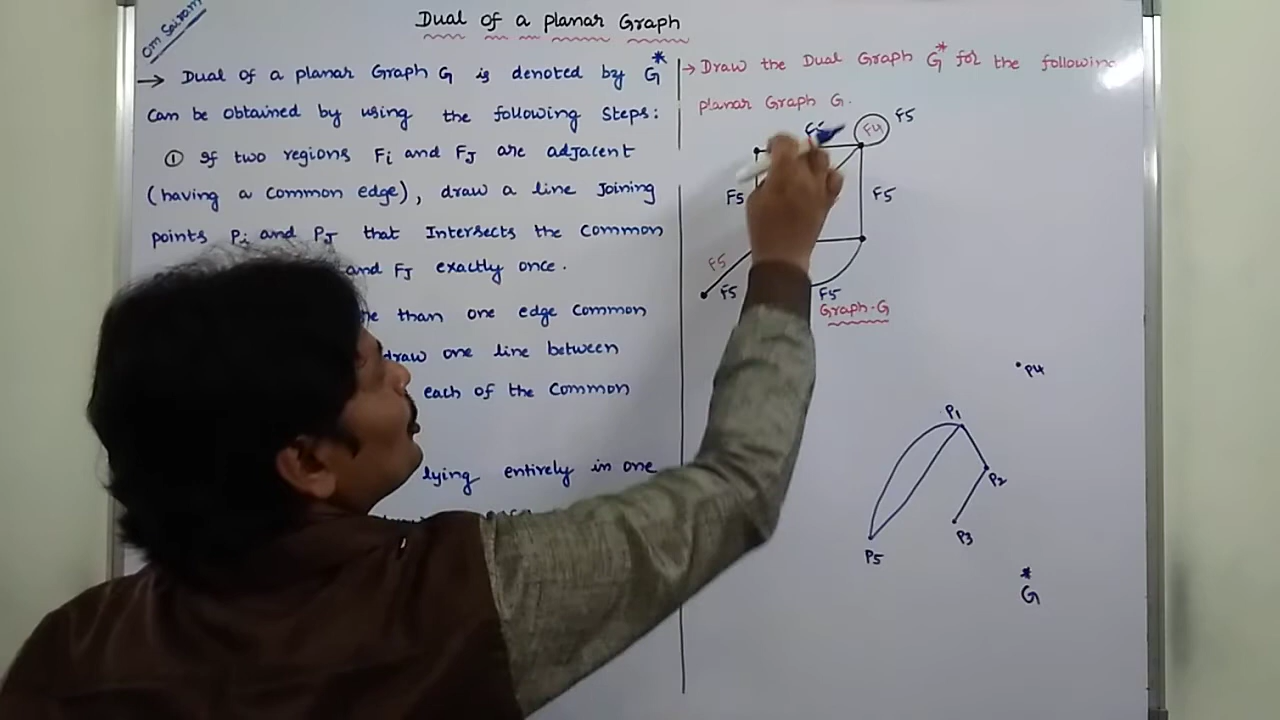 Om Sairam
Dual of a planar Graph
→ Dual of a planar Graph G is denoted by G*
can be obtained by using the following Steps:
① If two regions Fi and FJ are adjacent
(having a common edge), draw a line Joining
points Pi and PJ that Intersects the common
and FJ exactly once.
than one edge Common
draw one line between
each of the Common
lying entirely in one
→ Draw the Dual Graph G* for the following
planar Graph G.
F4
F5
F5
F5
F5
F5
F5
Graph-G
P4
P1
P2
P3
P5
G*